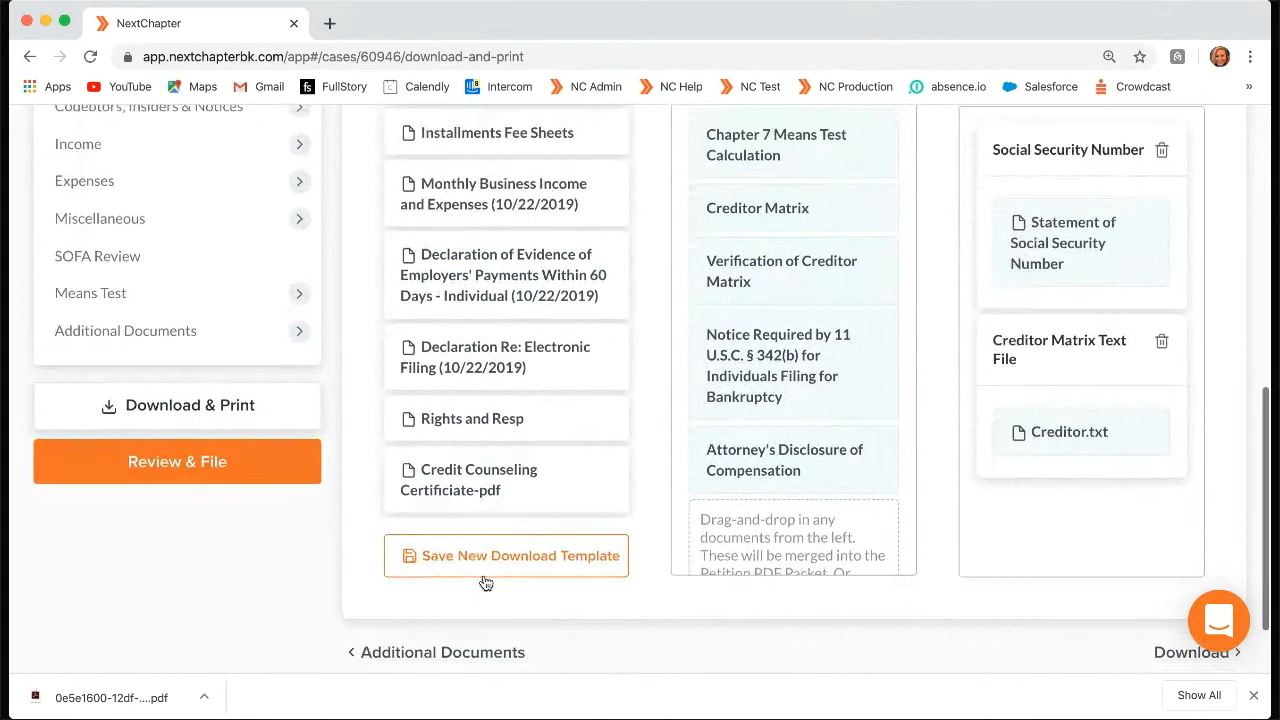 NextChapter
app.nextchapterbk.com/app#/cases/60946/download-and-print
Apps
YouTube
Maps
Gmail
FullStory
Calendly
Intercom
NC Admin
NC Help
NC Test
NC Production
absence.io
Salesforce
Crowdcast
»
Codebtors, Insiders & Notices
Income
Expenses
Miscellaneous
SOFA Review
Means Test
Additional Documents
Download & Print
Review & File
Installments Fee Sheets
Monthly Business Income
and Expenses (10/22/2019)
Declaration of Evidence of
Employers' Payments Within 60
Days - Individual (10/22/2019)
Declaration Re: Electronic
Filing (10/22/2019)
Rights and Resp
Credit Counseling
Certificiate-pdf
Save New Download Template
Chapter 7 Means Test
Calculation
Creditor Matrix
Verification of Creditor
Matrix
Notice Required by 11
U.S.C. § 342(b) for
Individuals Filing for
Bankruptcy
Attorney's Disclosure of
Compensation
Drag-and-drop in any
documents from the left.
These will be merged into the
Petition PDF Packet. Or
Social Security Number
Statement of
Social Security
Number
Creditor Matrix Text
File
Creditor.txt
Additional Documents
Download
0e5e1600-12df-....pdf
Show All